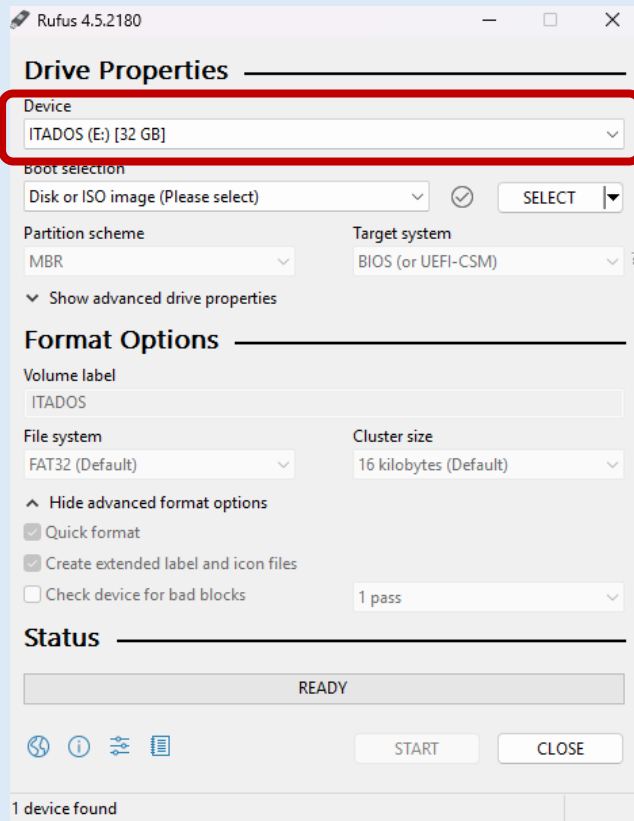 Rufus 4.5.2180
Drive Properties
Device
ITADOS (E:) [32 GB]
Boot selection
Disk or ISO image (Please select) SELECT
Partition scheme Target system
MBR BIOS (or UEFI-CSM)
Show advanced drive properties
Format Options
Volume label
ITADOS
File system Cluster size
FAT32 (Default) 16 kilobytes (Default)
Hide advanced format options
Quick format
Create extended label and icon files
Check device for bad blocks 1 pass
Status
READY
START CLOSE
1 device found